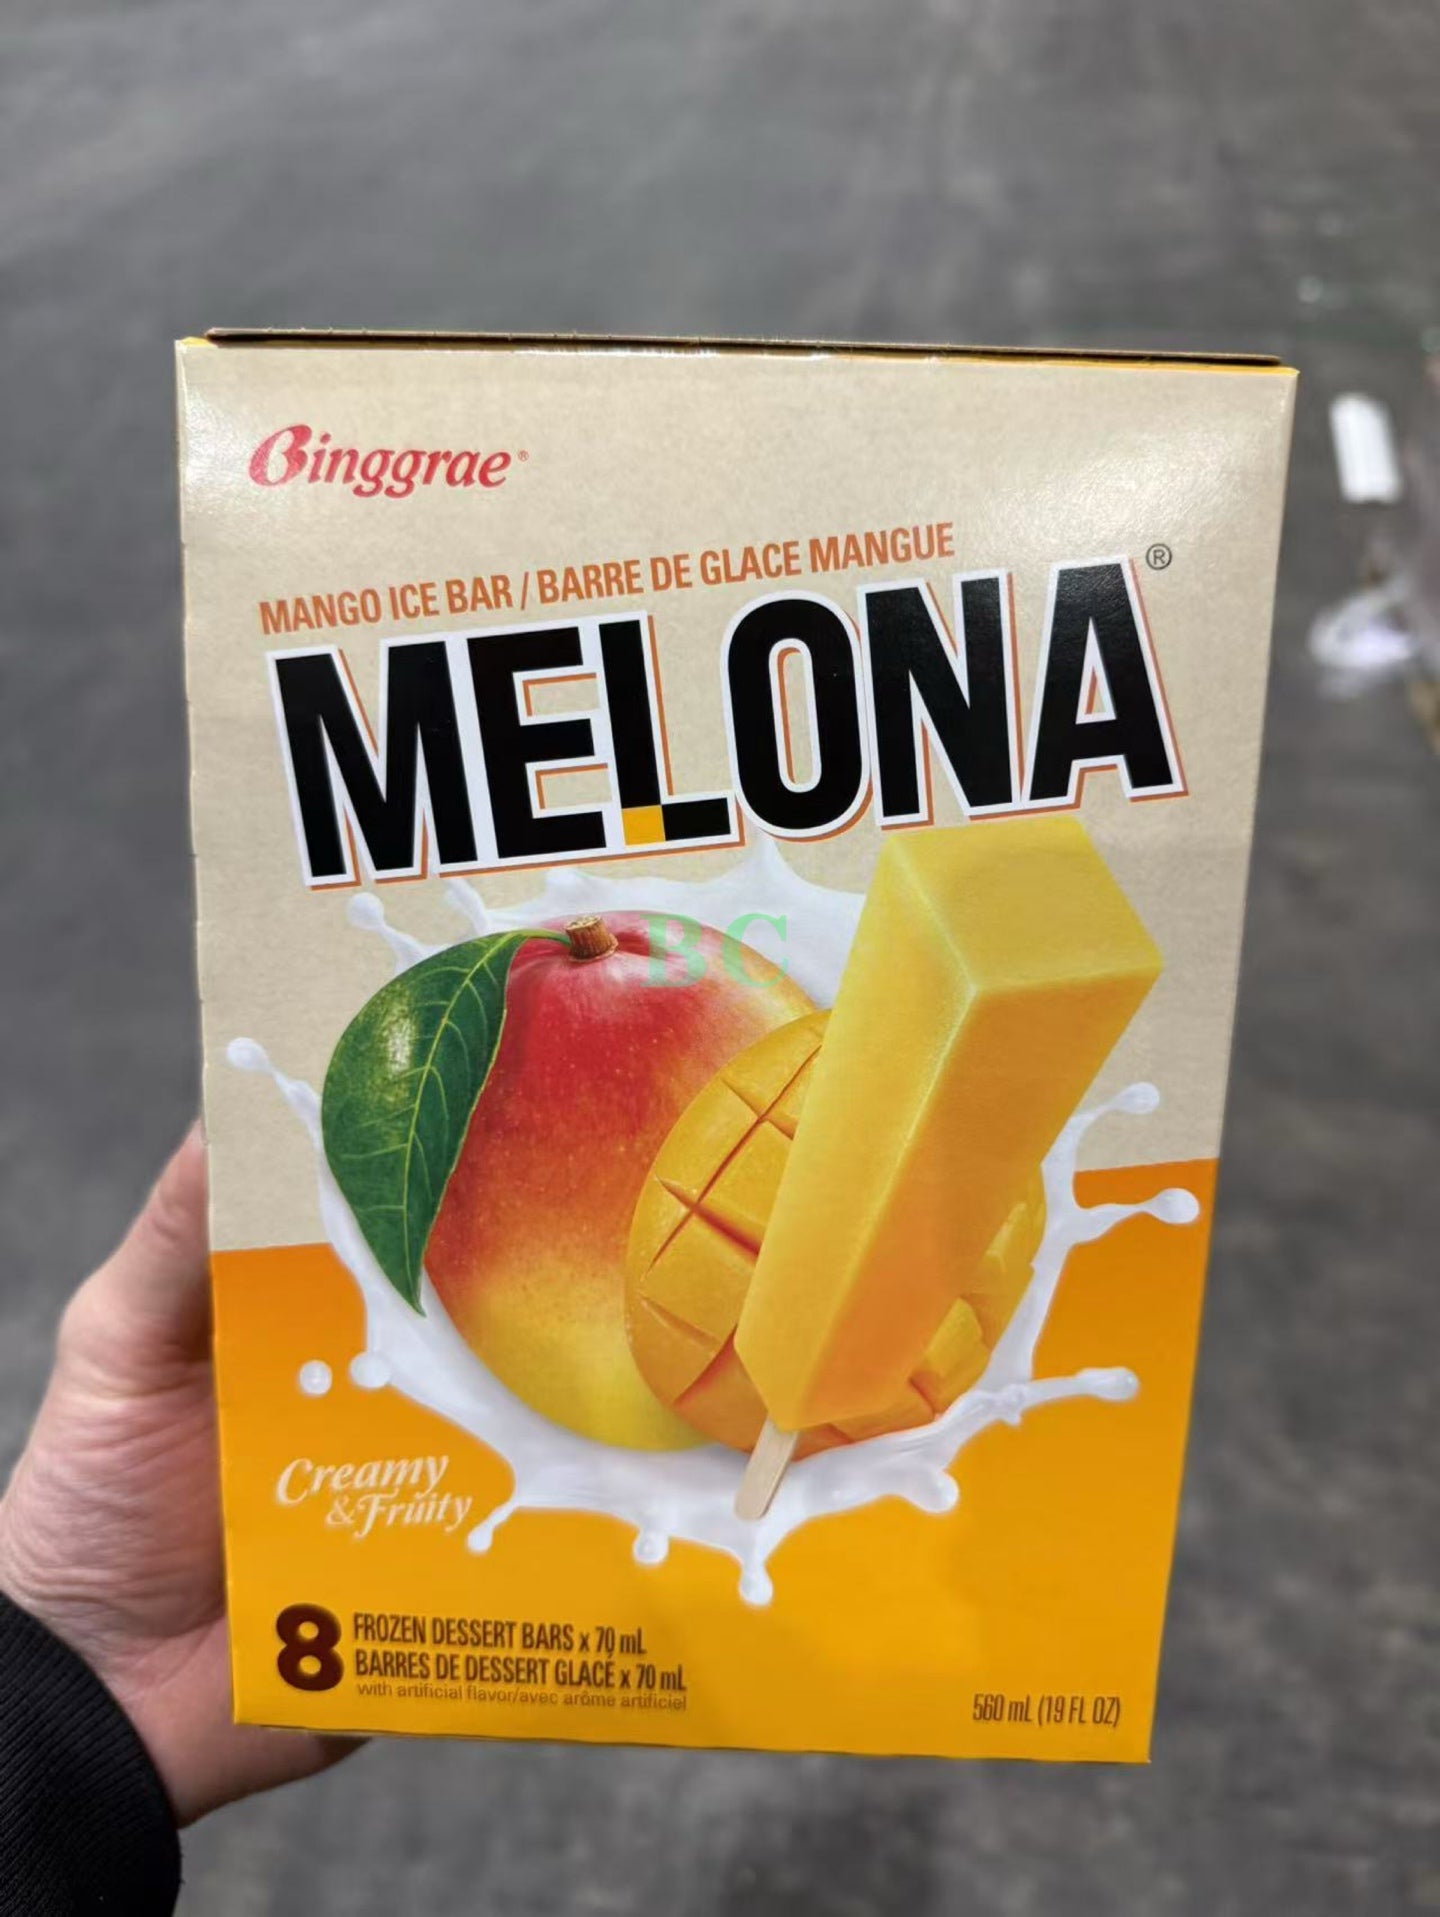 Binggrae®
MANGO ICE BAR / BARRE DE GLACE MANGUE
MELONA®
BC
Creamy
& Fruity
8 FROZEN DESSERT BARS x 70 mL
BARRES DE DESSERT GLACÉ x 70 mL
with artificial flavor/avec arôme artificiel
560 mL (19 FL OZ)